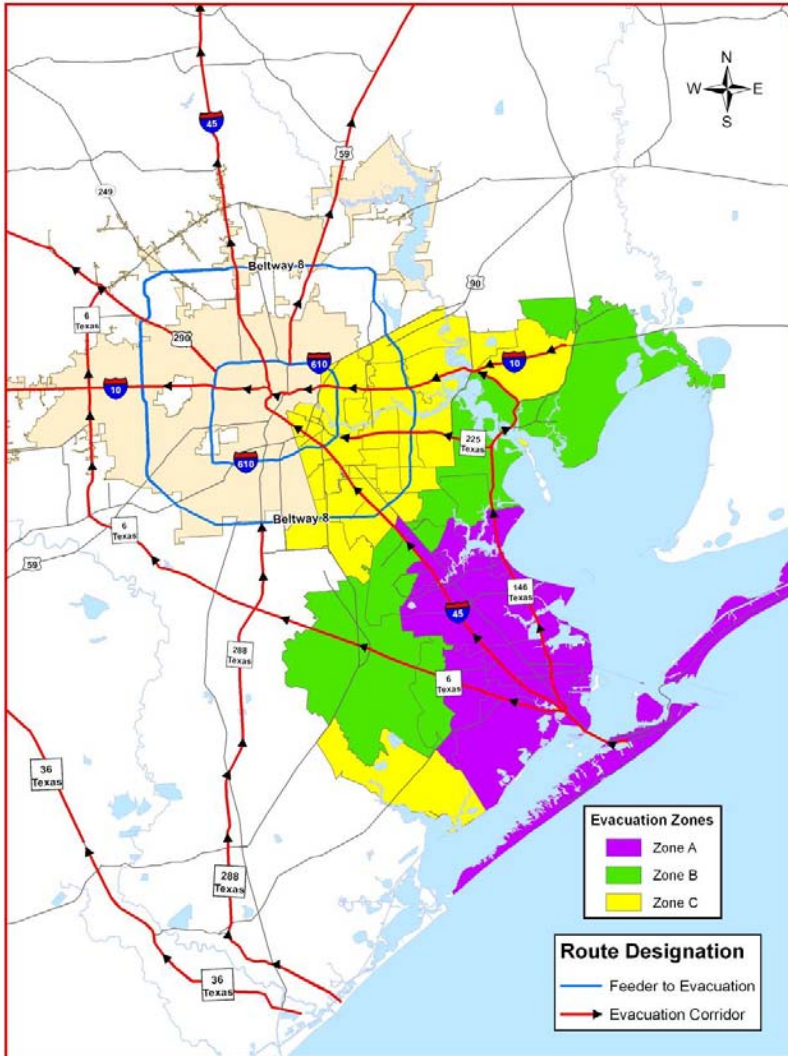 N
W E
S
45
59
249
Beltway 8
90
6
Texas
290
610
10
10
225
Texas
610
Beltway 8
6
Texas
59
146
Texas
45
288
Texas
6
Texas
36
Texas
288
Texas
36
Texas
Evacuation Zones
Zone A
Zone B
Zone C
Route Designation
Feeder to Evacuation
Evacuation Corridor